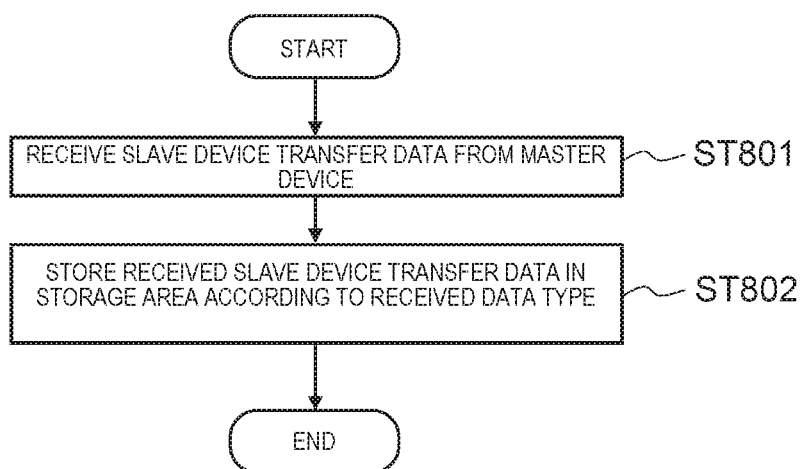 START
RECEIVE SLAVE DEVICE TRANSFER DATA FROM MASTER
DEVICE
ST801
STORE RECEIVED SLAVE DEVICE TRANSFER DATA IN
STORAGE AREA ACCORDING TO RECEIVED DATA TYPE
ST802
END